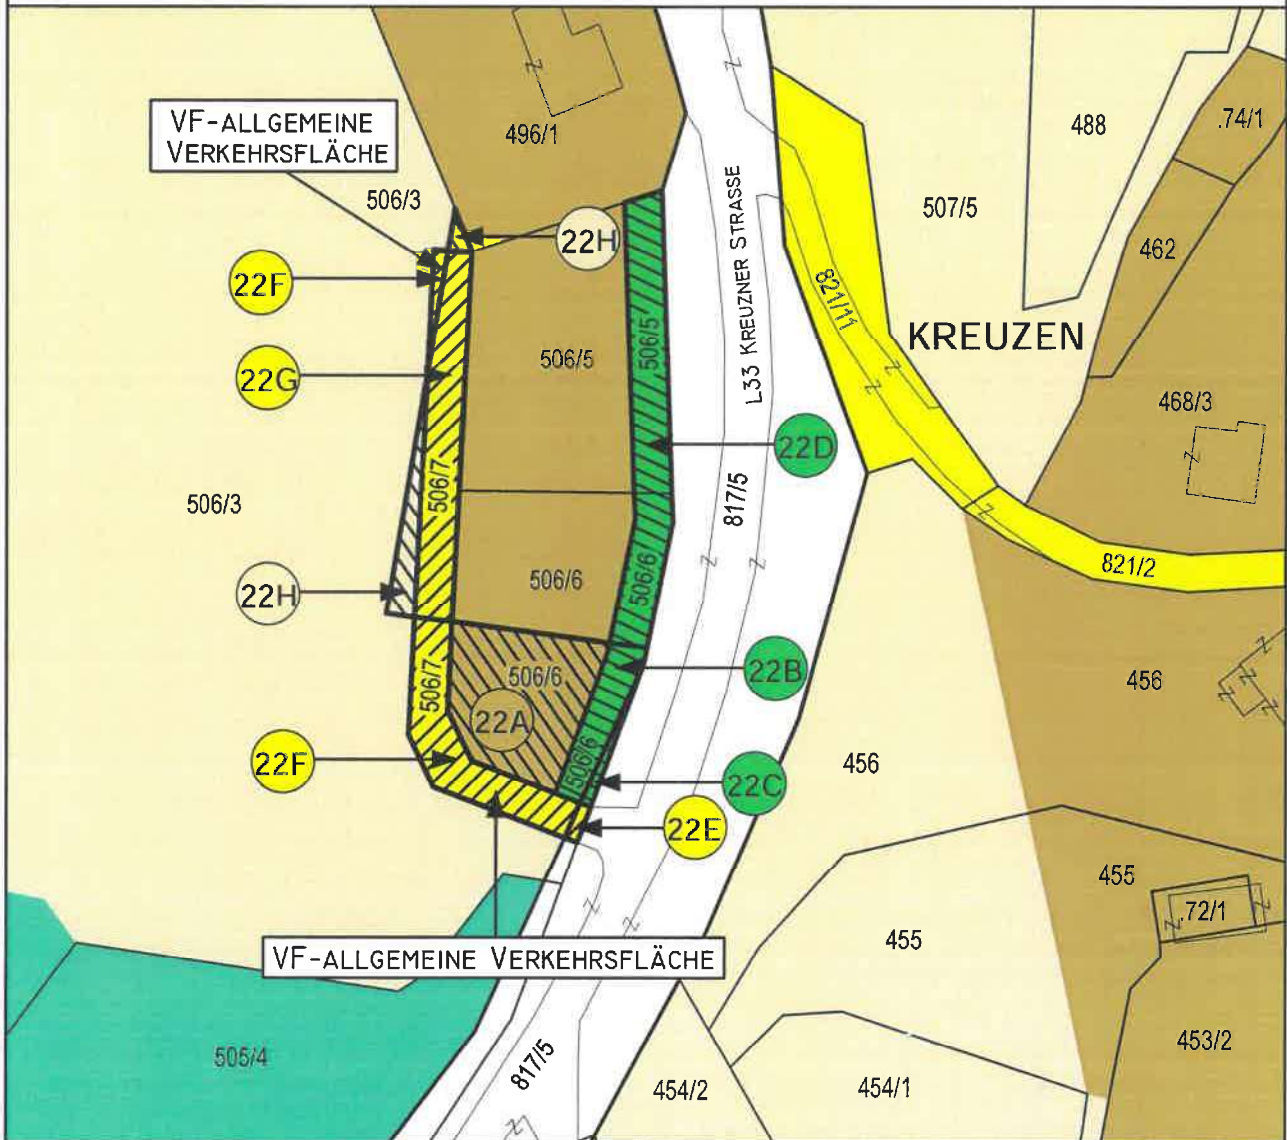 VF-ALLGEMEINE
VERKEHRSFLÄCHE
496/1
488
.74/1
506/3
22H
507/5
462
22F
L33 KREUZNER STRASSE
821/11
KREUZEN
506/5
506/5
22G
468/3
22D
506/7
506/3
817/5
821/2
22H
506/6
506/6
506/7
506/6
22A
22B
456
22F
506/6
22C
456
22E
455
.72/1
455
VF-ALLGEMEINE VERKEHRSFLÄCHE
505/4
817/5
454/2
454/1
453/2